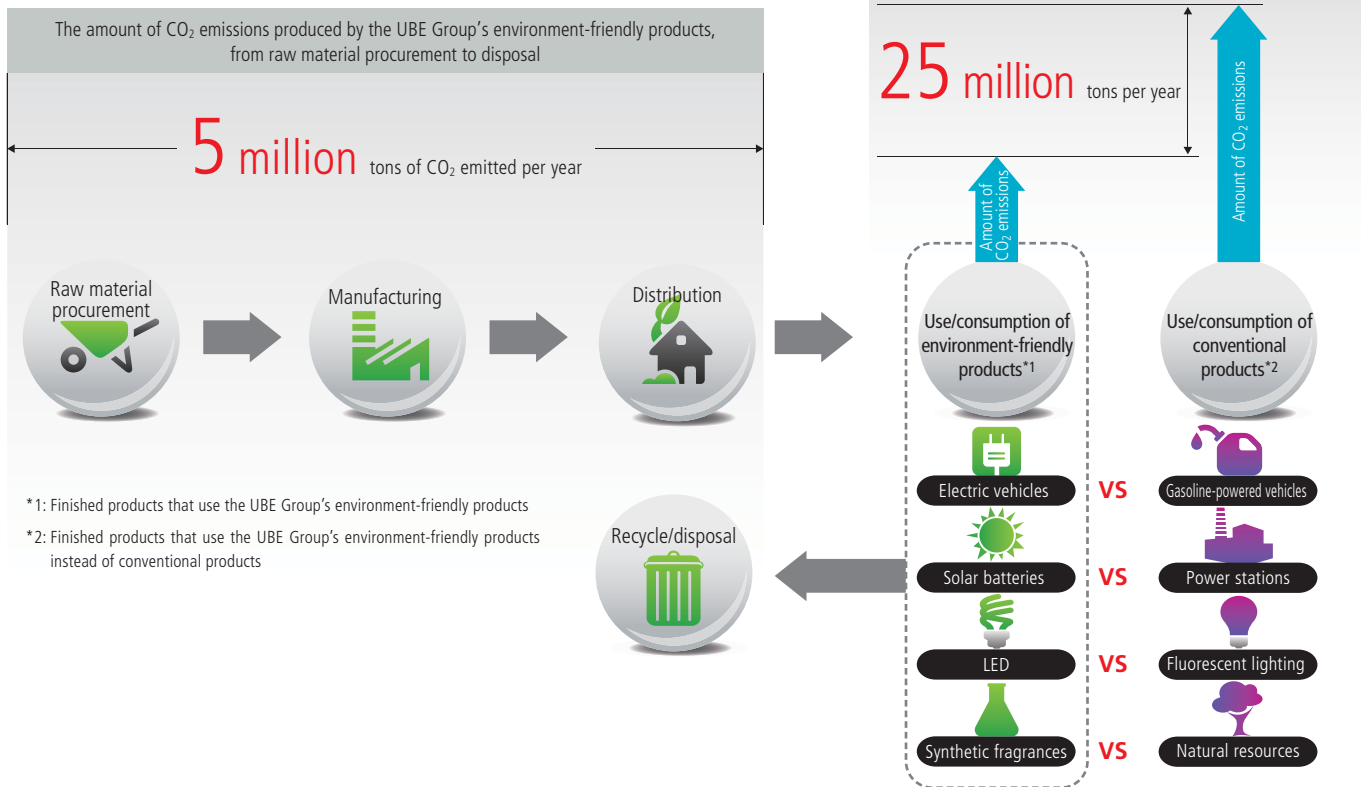 The amount of CO₂ emissions produced by the UBE Group's environment-friendly products,
from raw material procurement to disposal
5 million tons of CO₂ emitted per year
25 million tons per year
Amount of
CO₂ emissions
Amount of CO₂ emissions
Raw material
procurement
Manufacturing
Distribution
Use/consumption of
environment-friendly
products*1
Use/consumption of
conventional
products*2
Electric vehicles VS Gasoline-powered vehicles
Solar batteries VS Power stations
LED VS Fluorescent lighting
Synthetic fragrances VS Natural resources
Recycle/disposal
*1: Finished products that use the UBE Group's environment-friendly products
*2: Finished products that use the UBE Group's environment-friendly products
instead of conventional products